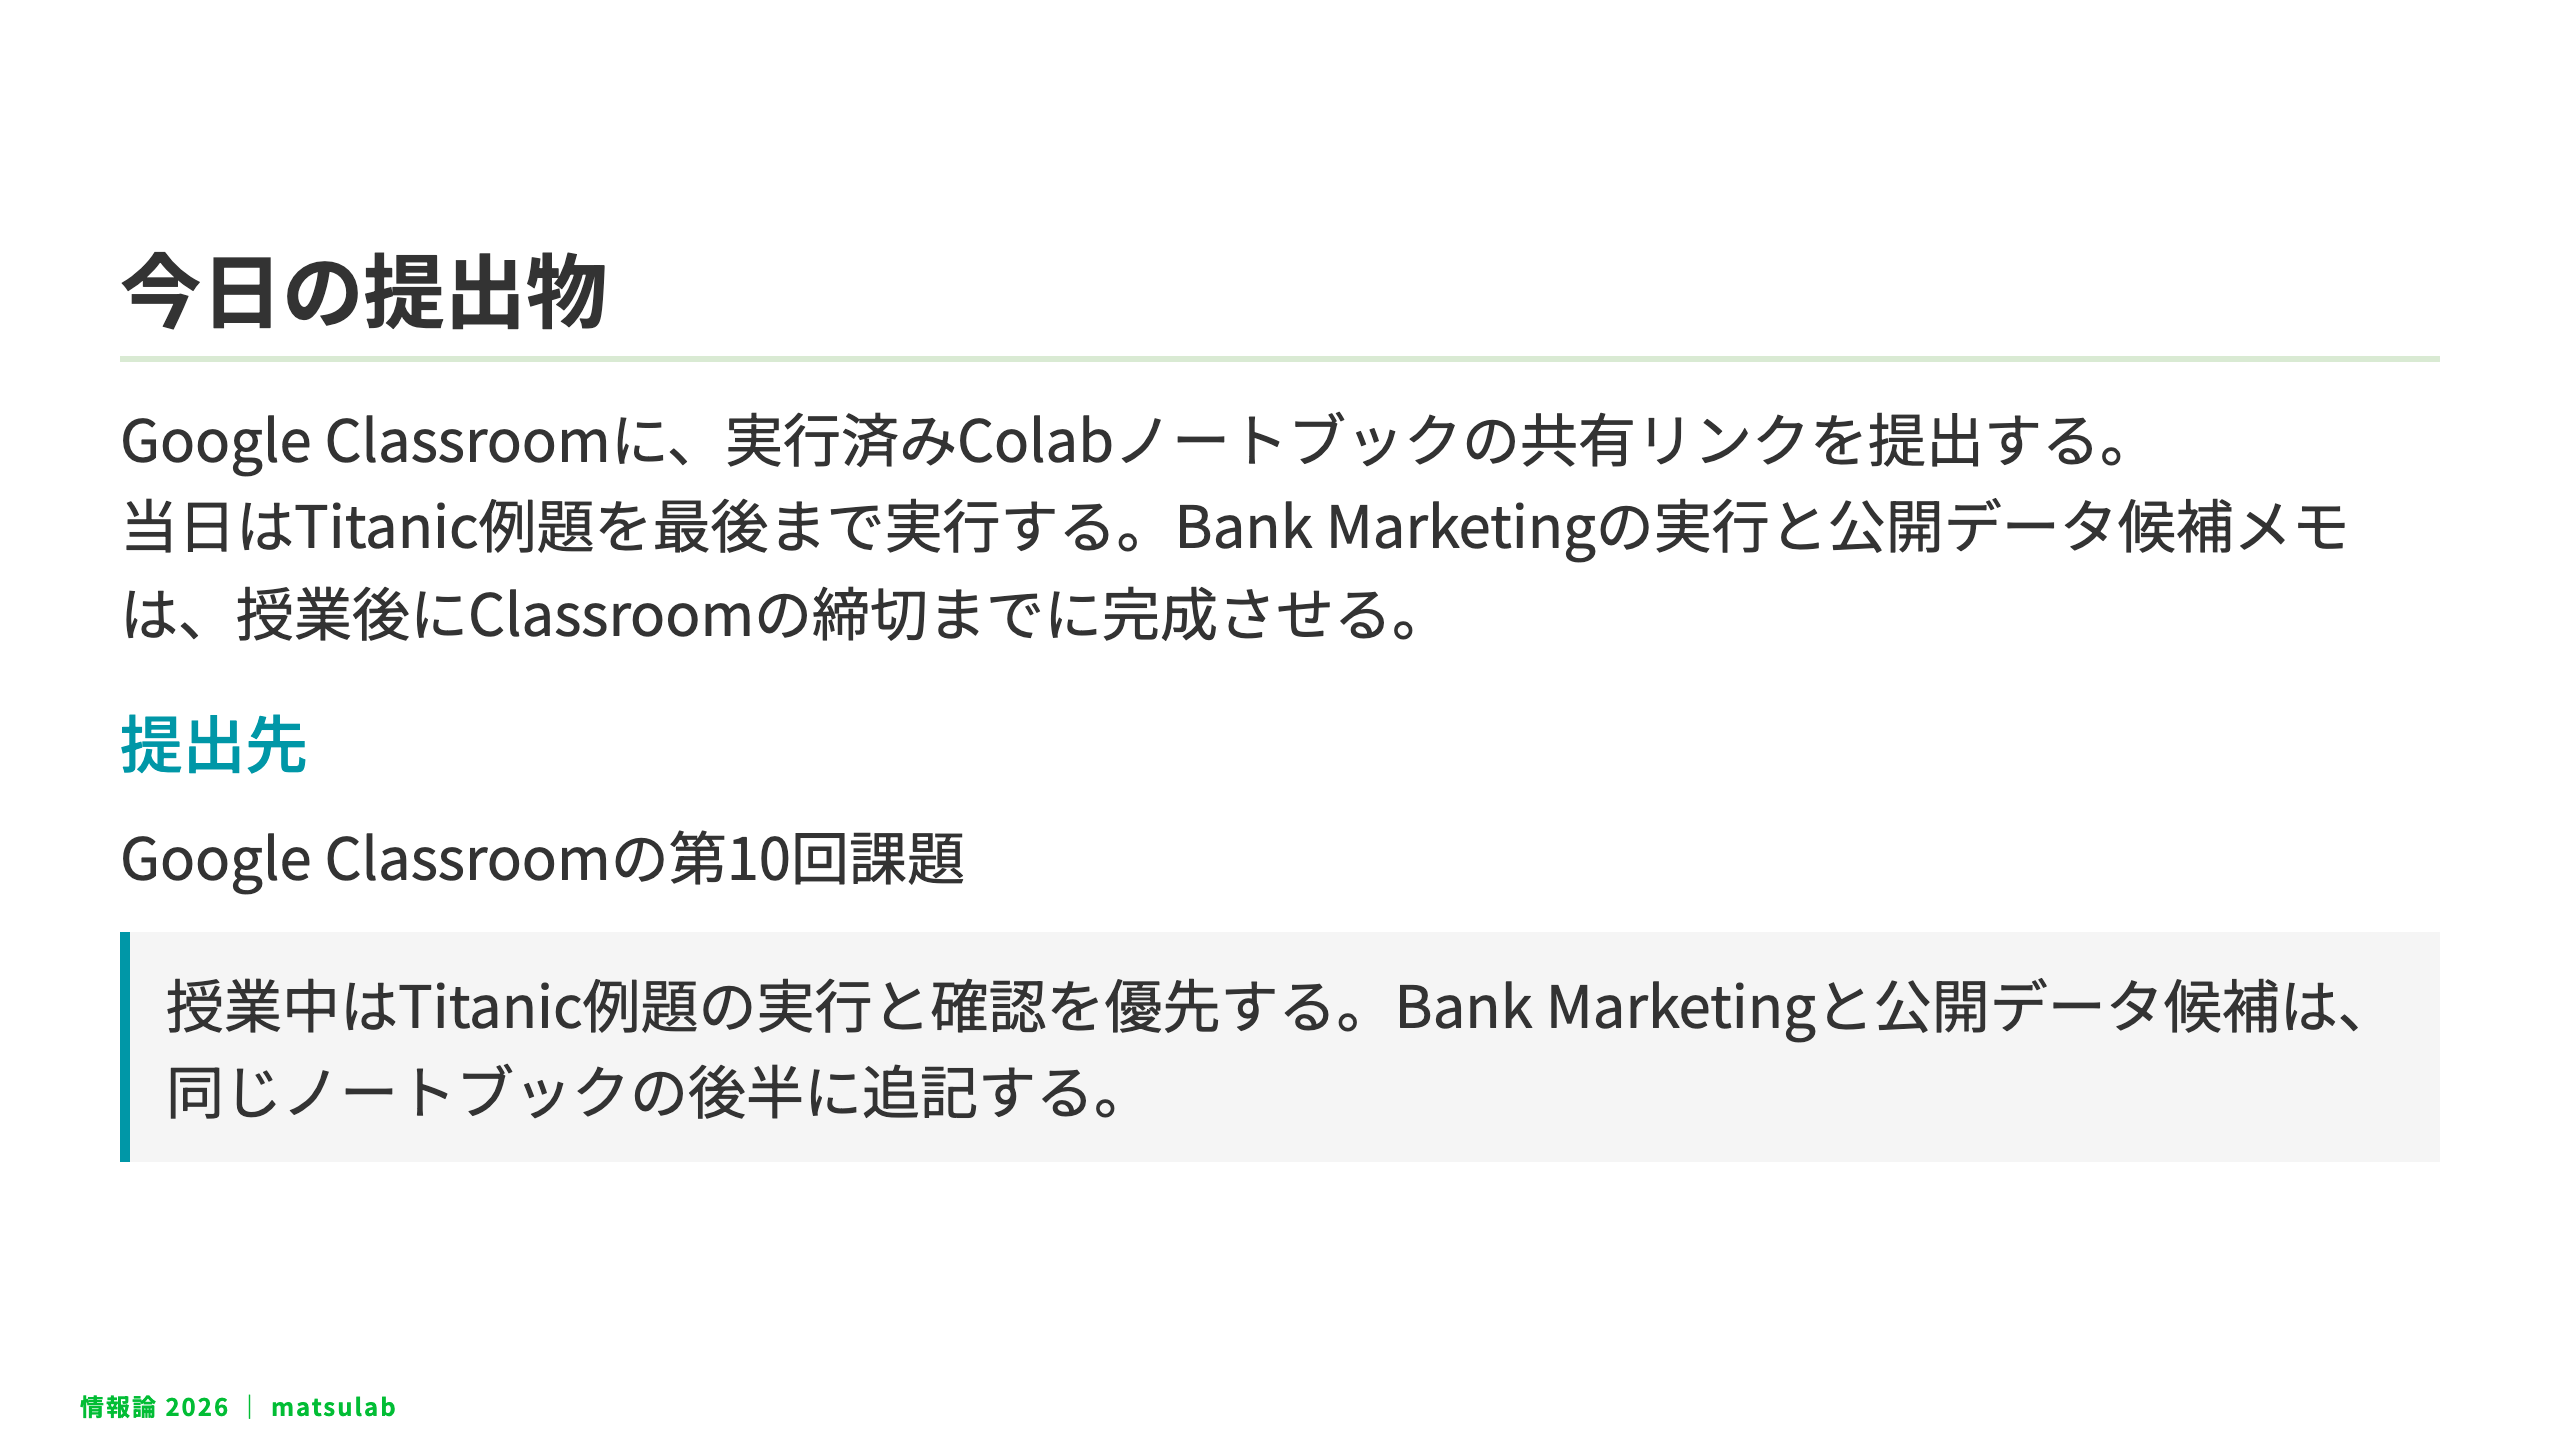 今日の提出物
Google Classroomに、実行済みColabノートブックの共有リンクを提出する。
当日はTitanic例題を最後まで実行する。Bank Marketingの実行と公開データ候補メモ
は、授業後にClassroomの締切までに完成させる。
提出先
Google Classroomの第10回課題
授業中はTitanic例題の実行と確認を優先する。Bank Marketingと公開データ候補は、
同じノートブックの後半に追記する。
情報論 2026 ｜ matsulab